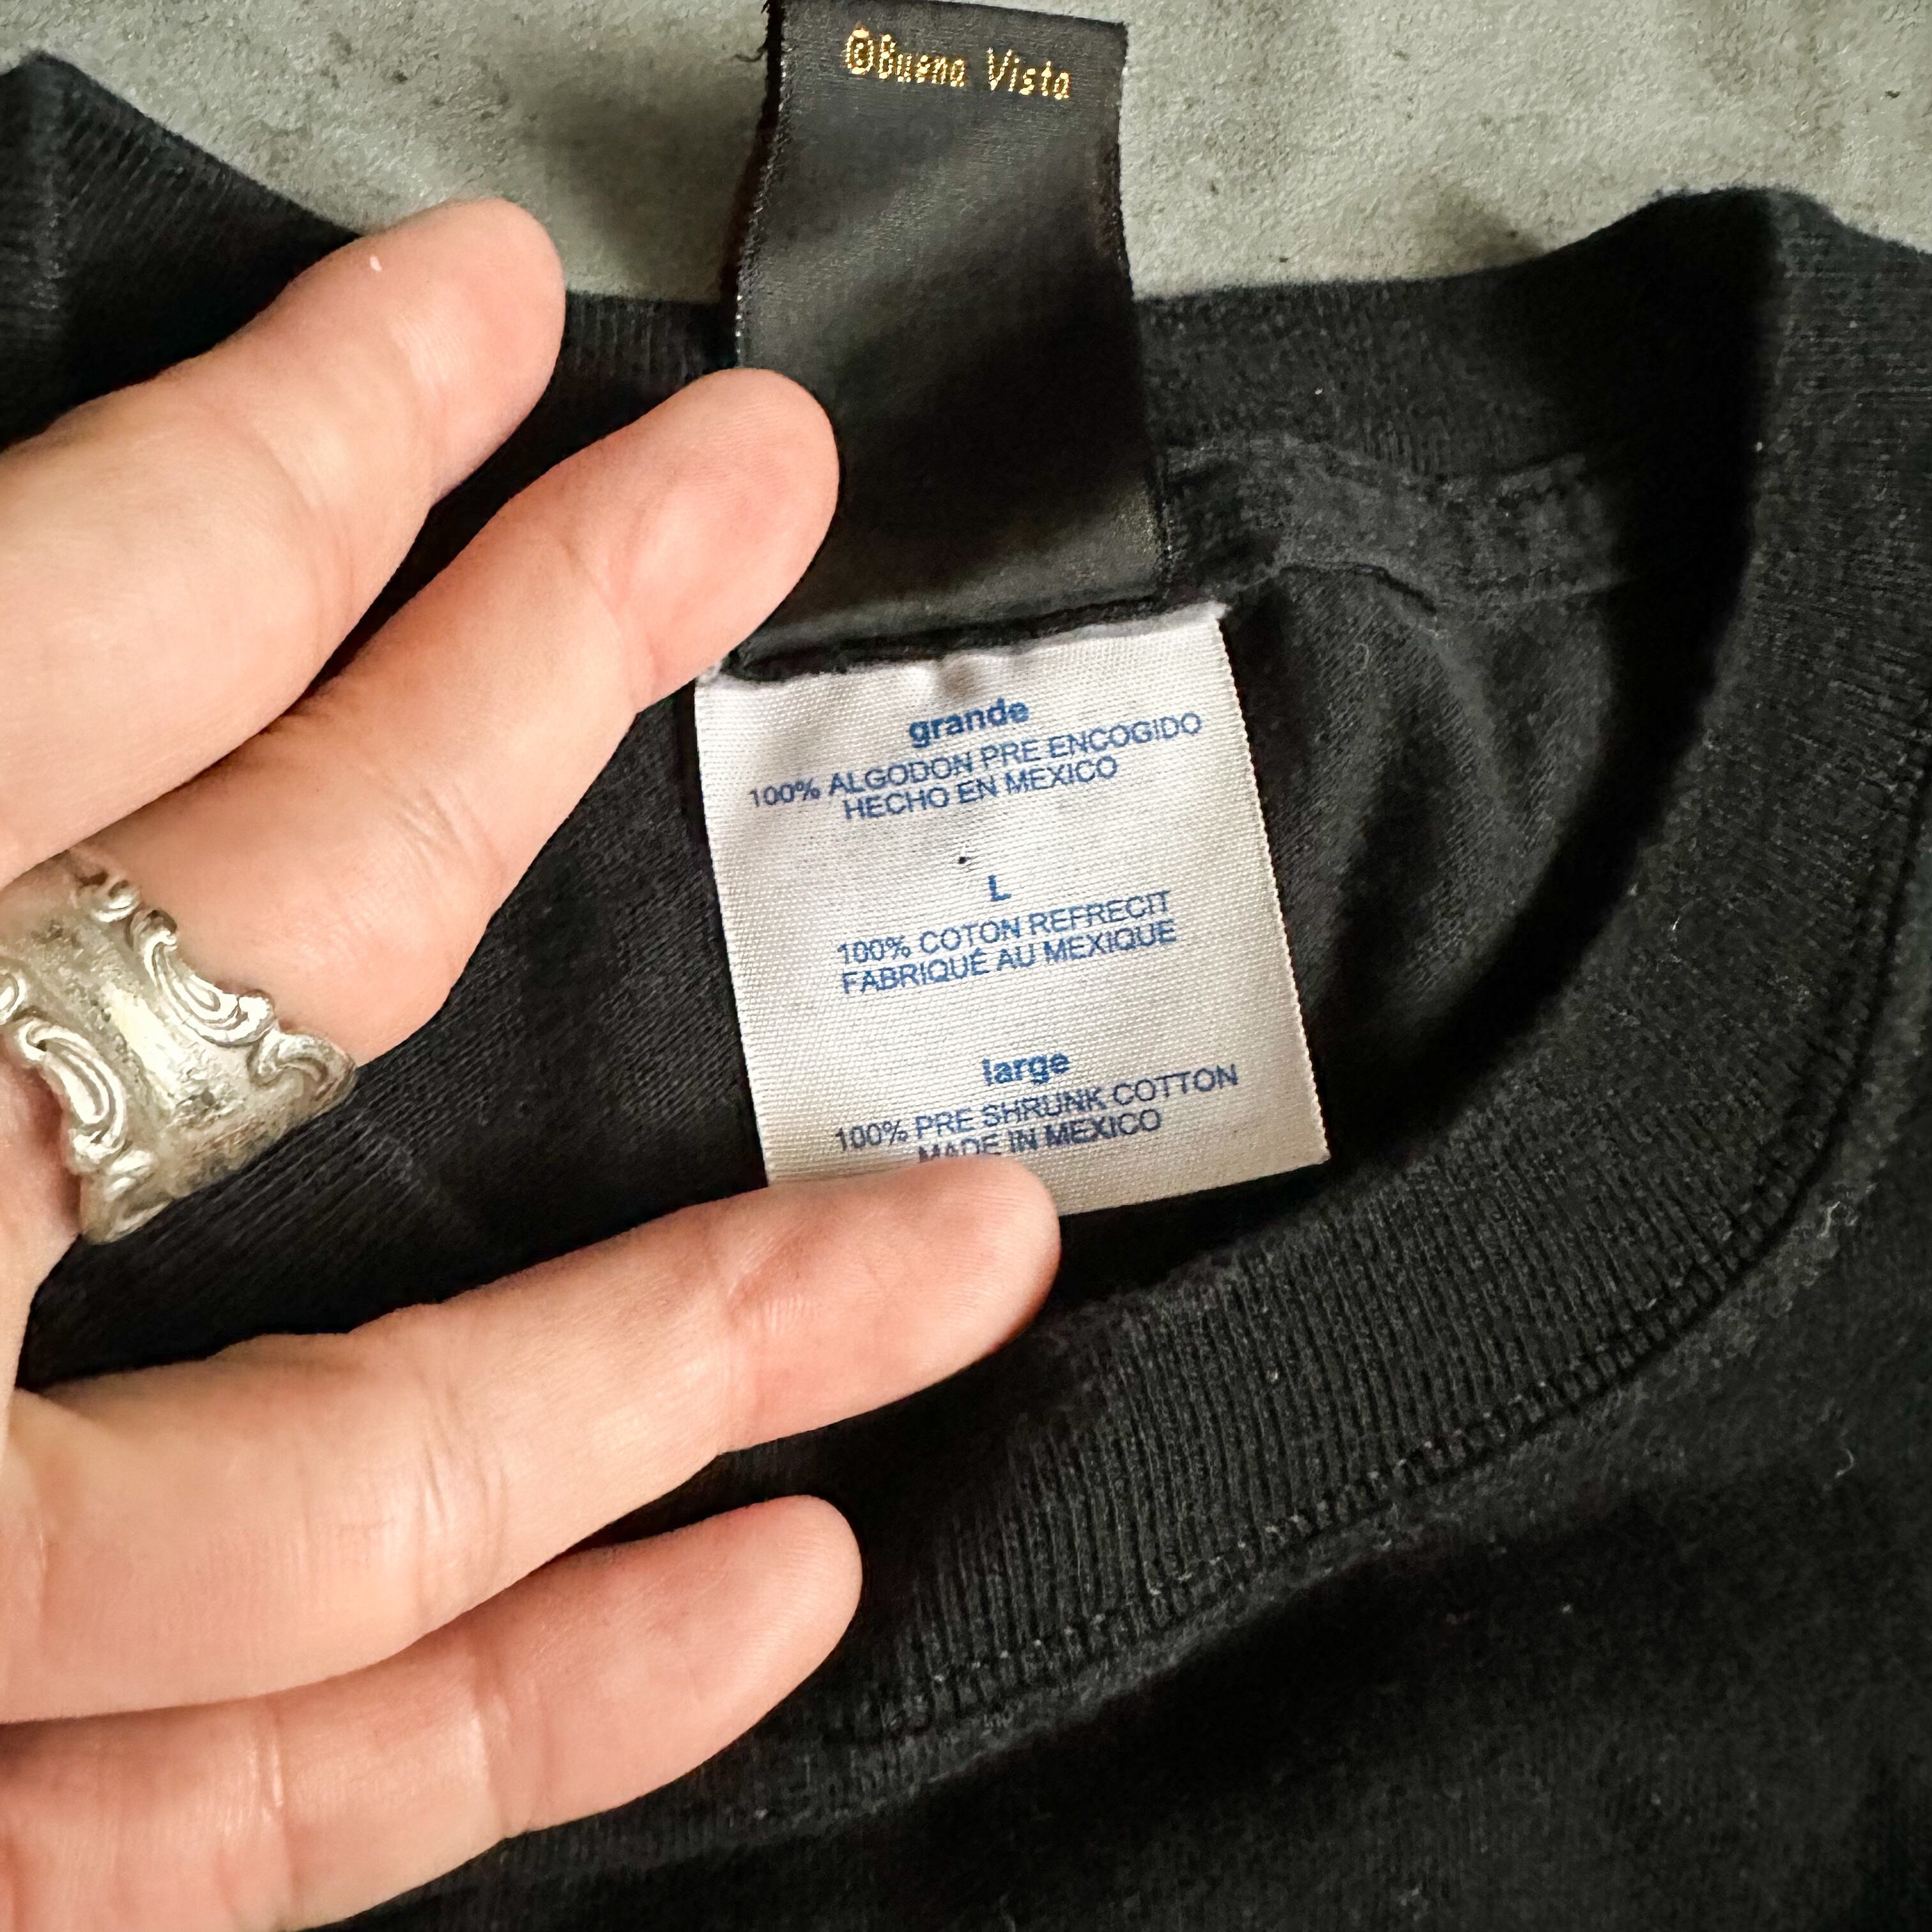 ©Buena Vista
grande
100% ALGODON PRE ENCOGIDO
HECHO EN MEXICO
L
100% COTON REFRECIT
FABRIQUÉ AU MEXIQUE
large
100% PRE SHRUNK COTTON
MADE IN MEXICO